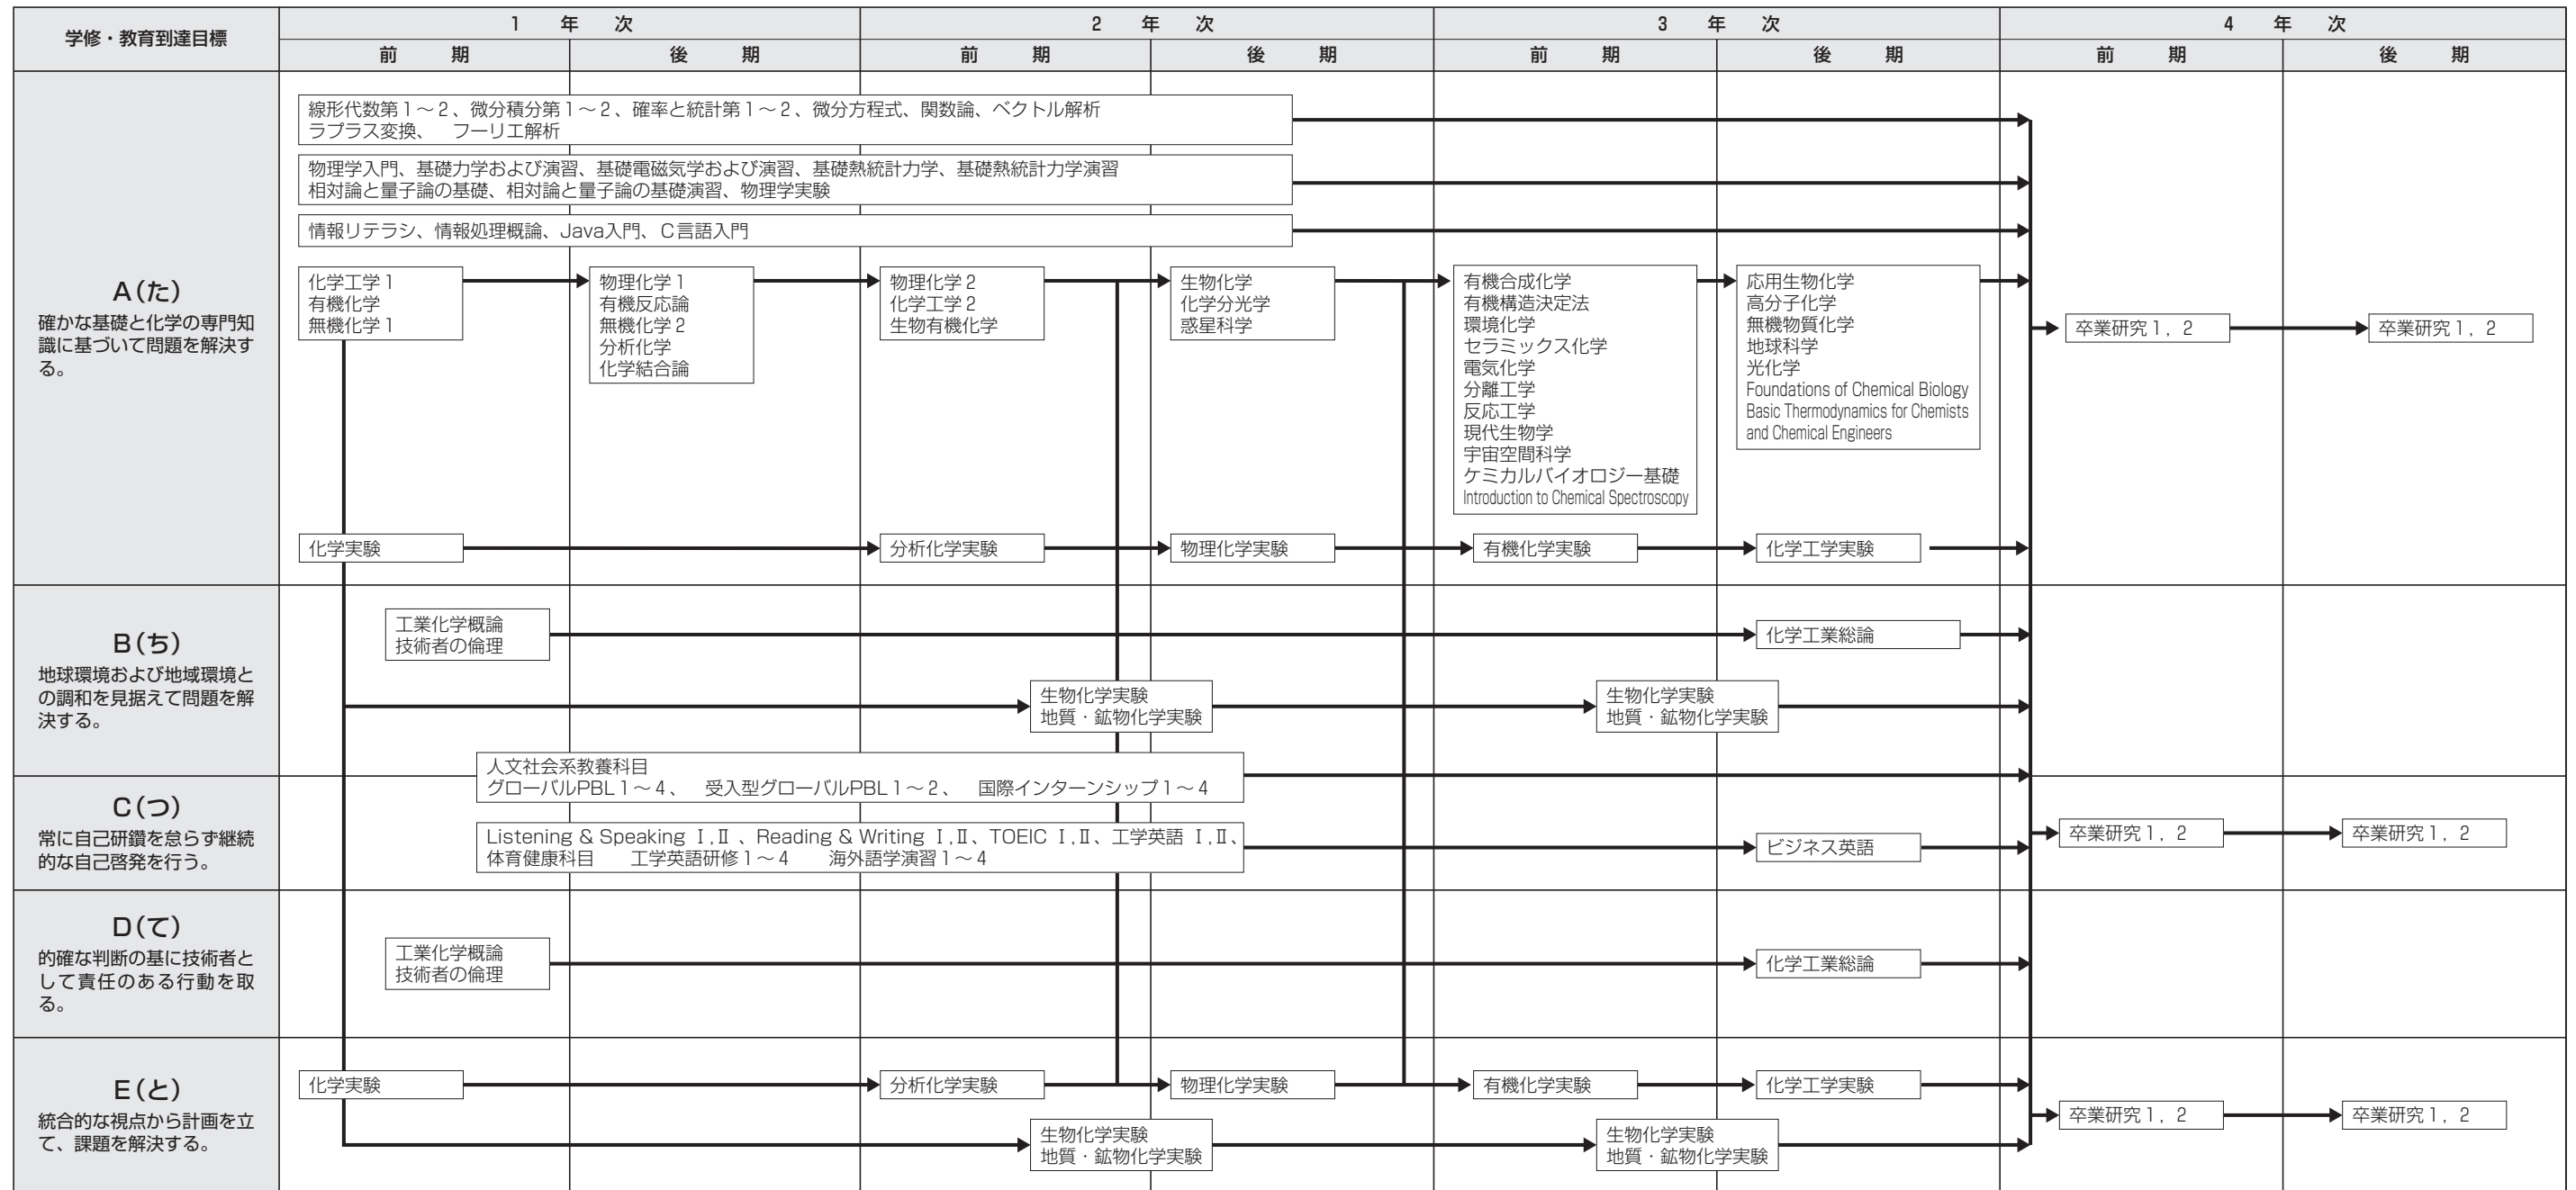 学修・教育到達目標
1 年 次
2 年 次
3 年 次
4 年 次
前 期
後 期
前 期
後 期
前 期
後 期
前 期
後 期
A(た)
確かな基礎と化学の専門知
識に基づいて問題を解決す
る。
線形代数第1～2、微分積分第1～2、確率と統計第1～2、微分方程式、関数論、ベクトル解析
ラプラス変換、 フーリエ解析
物理学入門、基礎力学および演習、基礎電磁気学および演習、基礎熱統計力学、基礎熱統計力学演習
相対論と量子論の基礎、相対論と量子論の基礎演習、物理学実験
情報リテラシ、情報処理概論、Java入門、C言語入門
化学工学1
有機化学
無機化学1
物理化学1
有機反応論
無機化学2
分析化学
化学結合論
物理化学2
化学工学2
生物有機化学
生物化学
化学分光学
惑星科学
有機合成化学
有機構造決定法
環境化学
セラミックス化学
電気化学
分離工学
反応工学
現代生物学
宇宙空間科学
ケミカルバイオロジー基礎
Introduction to Chemical Spectroscopy
応用生物化学
高分子化学
無機物質化学
地球科学
光化学
Foundations of Chemical Biology
Basic Thermodynamics for Chemists
and Chemical Engineers
卒業研究1，2
卒業研究1，2
化学実験
分析化学実験
物理化学実験
有機化学実験
化学工学実験
B(ち)
地球環境および地域環境と
の調和を見据えて問題を解
決する。
工業化学概論
技術者の倫理
化学工業総論
生物化学実験
地質・鉱物化学実験
生物化学実験
地質・鉱物化学実験
人文社会系教養科目
グローバルPBL1～4、 受入型グローバルPBL1～2、 国際インターンシップ1～4
C(つ)
常に自己研鑽を怠らず継続
的な自己啓発を行う。
Listening & Speaking Ⅰ,Ⅱ 、Reading & Writing Ⅰ,Ⅱ、TOEIC Ⅰ,Ⅱ、工学英語 Ⅰ,Ⅱ、
体育健康科目 工学英語研修1～4 海外語学演習1～4
ビジネス英語
卒業研究1，2
卒業研究1，2
D(て)
的確な判断の基に技術者と
して責任のある行動を取
る。
工業化学概論
技術者の倫理
化学工業総論
E(と)
統合的な視点から計画を立
て、課題を解決する。
化学実験
分析化学実験
物理化学実験
有機化学実験
化学工学実験
生物化学実験
地質・鉱物化学実験
生物化学実験
地質・鉱物化学実験
卒業研究1，2
卒業研究1，2